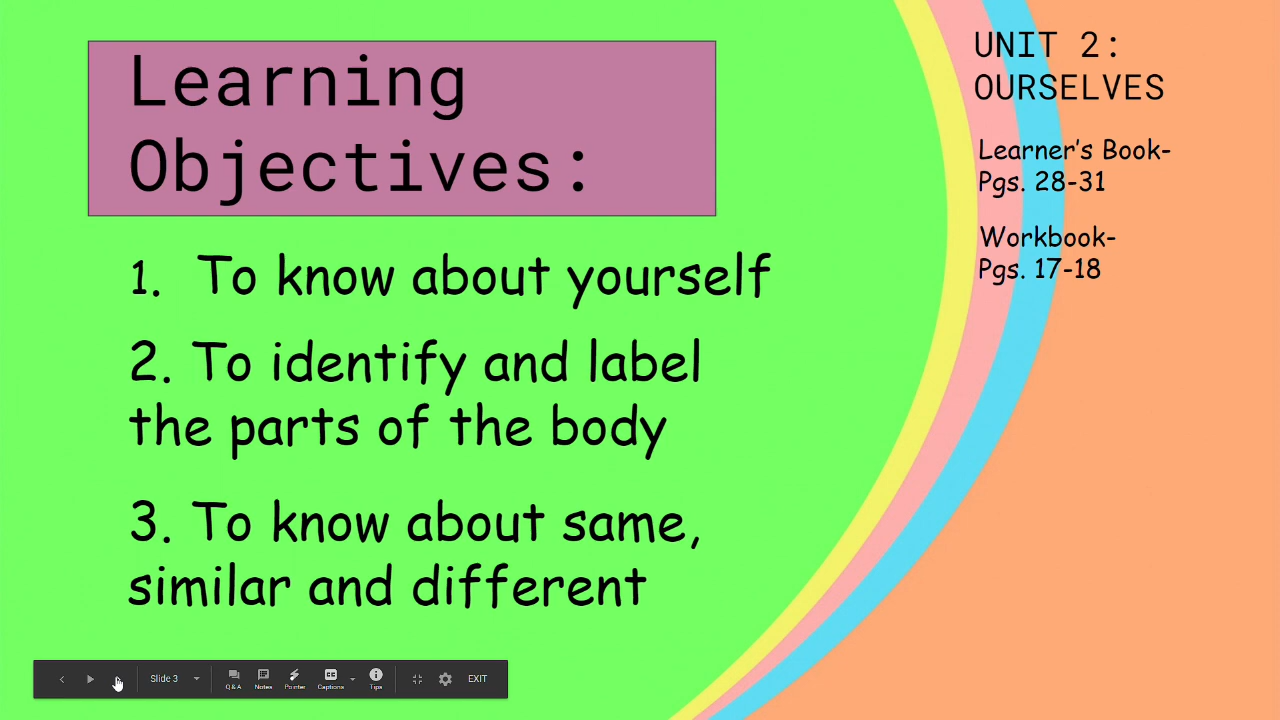 Learning
Objectives:
1. To know about yourself
2. To identify and label
the parts of the body
3. To know about same,
similar and different
UNIT 2:
OURSELVES
Learner's Book-
Pgs. 28-31
Workbook-
Pgs. 17-18
Slide 3
Q&A
Notes
Pointer
Captions
Tips
EXIT